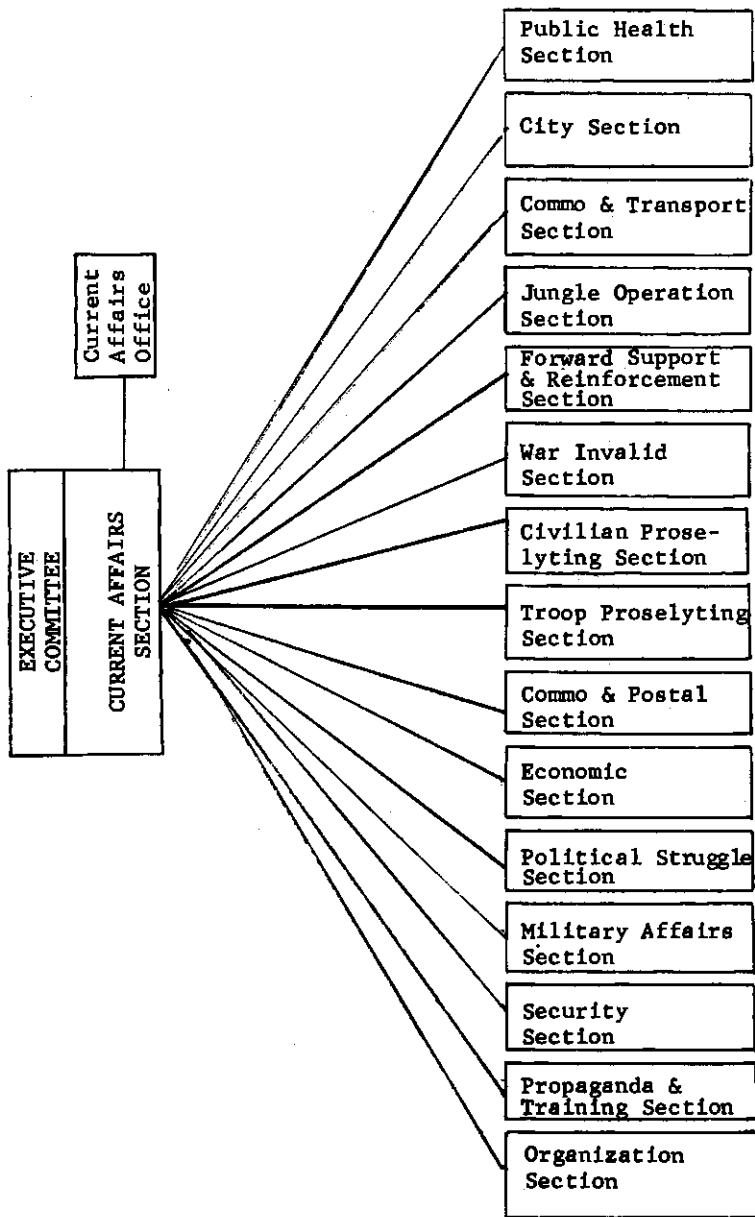 EXECUTIVE
COMMITTEE
CURRENT AFFAIRS
SECTION
Current
Affairs
Office
Public Health
Section
City Section
Commo & Transport
Section
Jungle Operation
Section
Forward Support
& Reinforcement
Section
War Invalid
Section
Civilian Prose-
lyting Section
Troop Proselyting
Section
Commo & Postal
Section
Economic
Section
Political Struggle
Section
Military Affairs
Section
Security
Section
Propaganda &
Training Section
Organization
Section